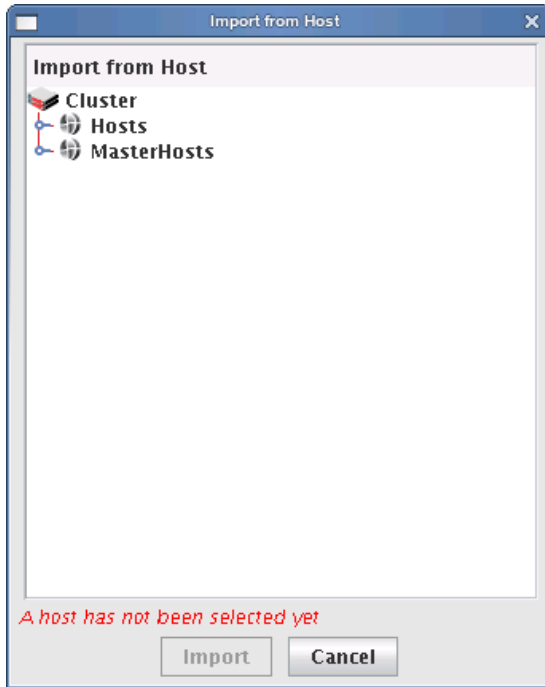 Import from Host
Import from Host
Cluster
Hosts
MasterHosts
A host has not been selected yet
Import
Cancel